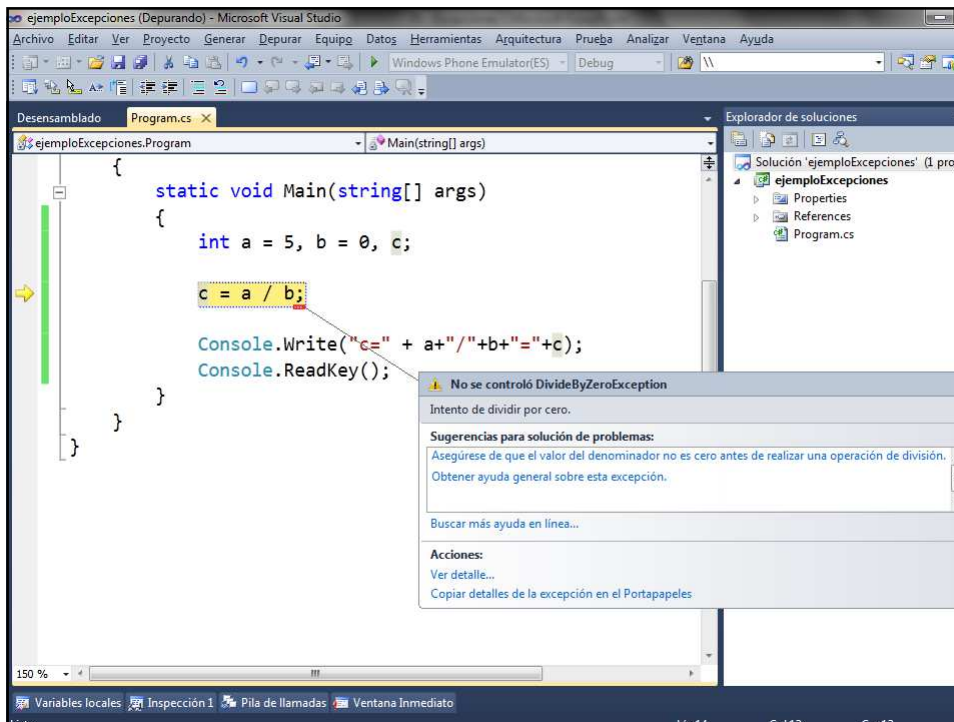 ejemploExcepciones (Depurando) - Microsoft Visual Studio
Archivo Editar Ver Proyecto Generar Depurar Equipo Datos Herramientas Arquitectura Prueba Analizar Ventana Ayuda
Windows Phone Emulator(ES) Debug \\
Desensamblado Program.cs
Explorador de soluciones
ejemploExcepciones.Program Main(string[] args)
Solución 'ejemploExcepciones' (1 pro
ejemploExcepciones
Properties
References
Program.cs
{
static void Main(string[] args)
{
int a = 5, b = 0, c;
c = a / b;
Console.Write("c=" + a+"/"+b+"="+c);
Console.ReadKey();
}
}
}
No se controló DivideByZeroException
Intento de dividir por cero.
Sugerencias para solución de problemas:
Asegúrese de que el valor del denominador no es cero antes de realizar una operación de división.
Obtener ayuda general sobre esta excepción.
Buscar más ayuda en línea...
Acciones:
Ver detalle...
Copiar detalles de la excepción en el Portapapeles
150 %
Variables locales Inspección 1 Pila de llamadas Ventana Inmediato